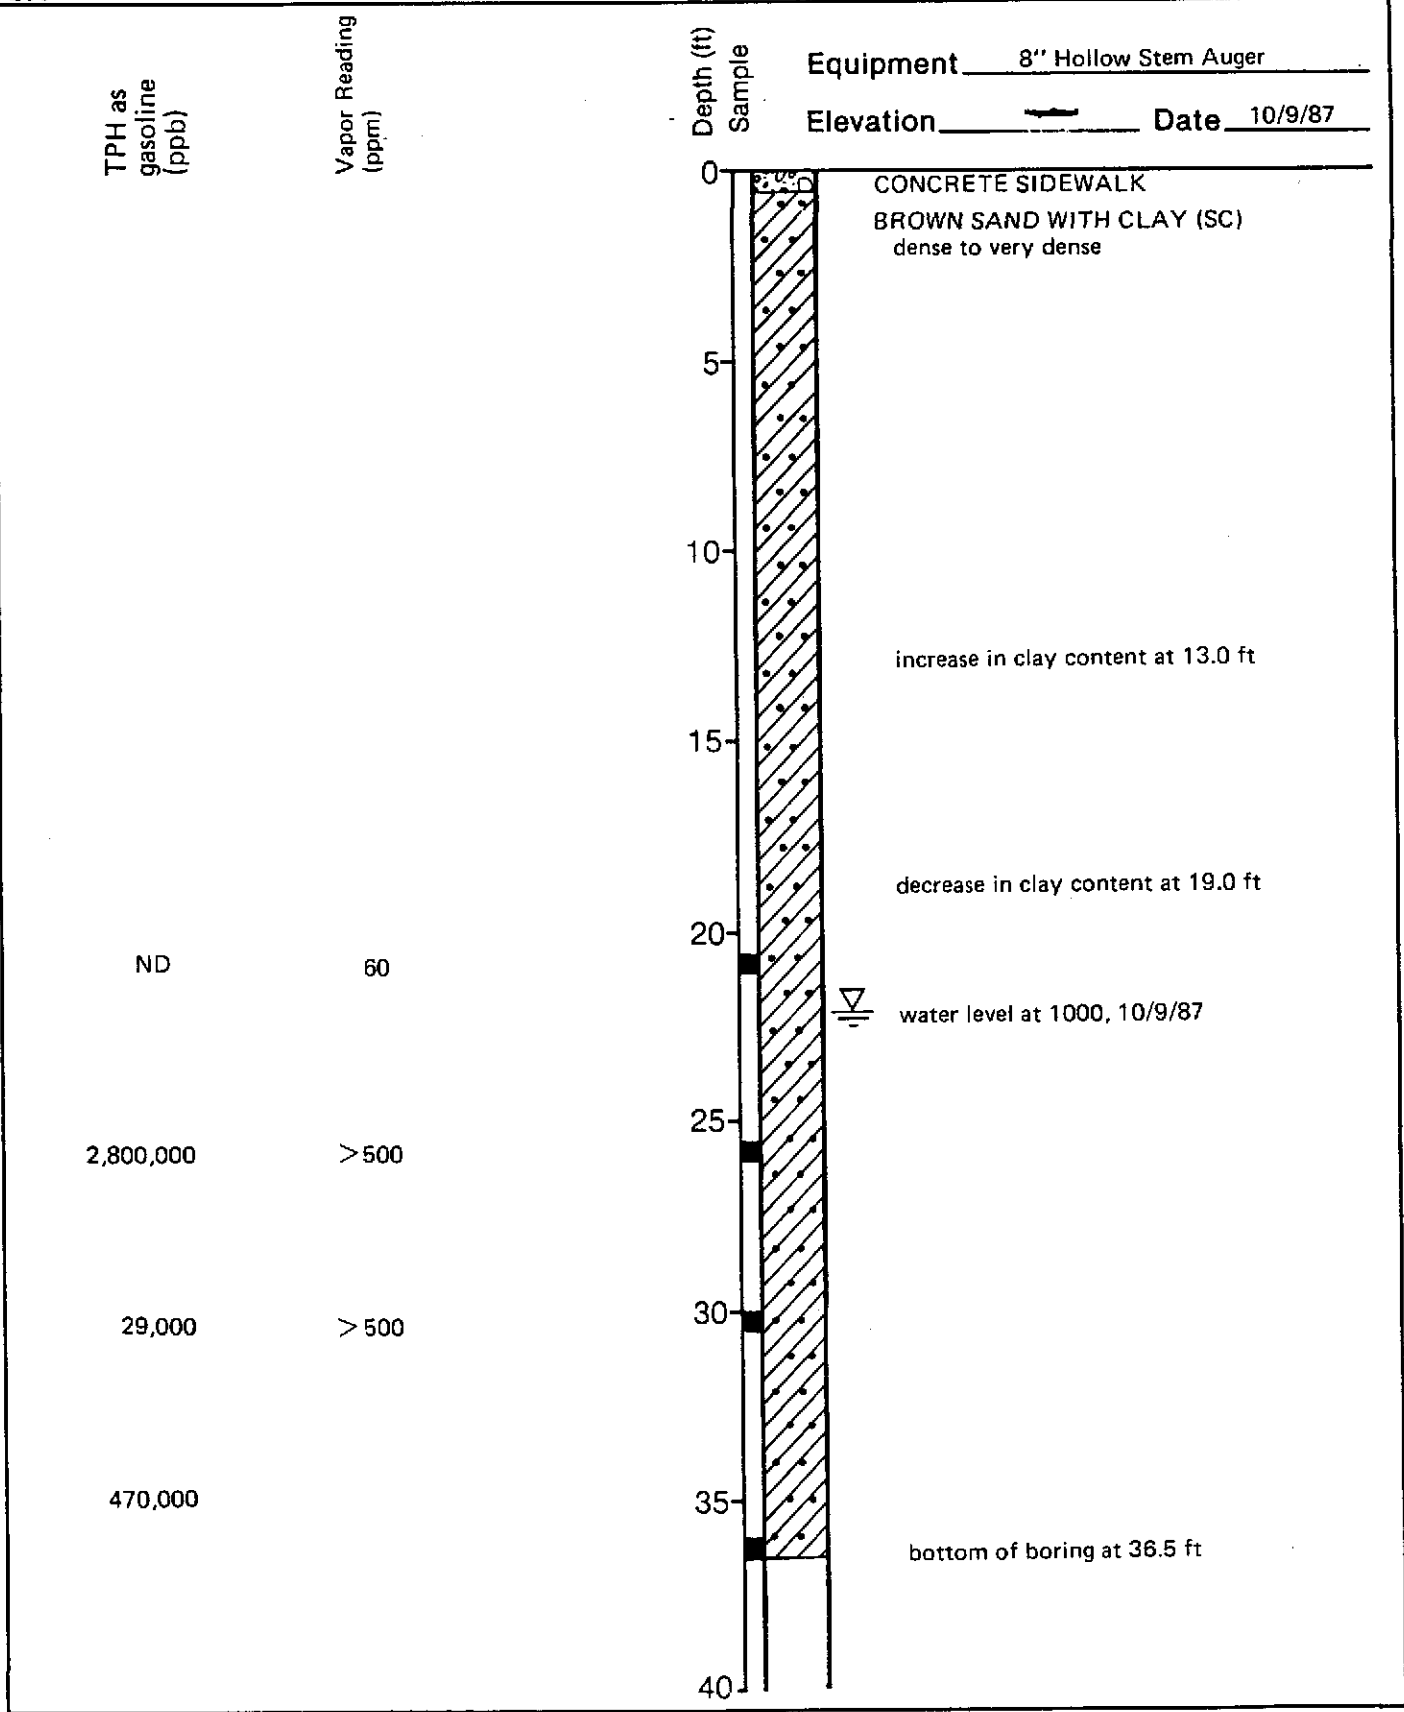 TPH as
gasoline
(ppb)
Vapor Reading
(ppm)
Depth (ft)
Sample
Equipment 8" Hollow Stem Auger
Elevation Date 10/9/87
0
CONCRETE SIDEWALK
BROWN SAND WITH CLAY (SC)
dense to very dense
5
10
increase in clay content at 13.0 ft
15
decrease in clay content at 19.0 ft
20
ND 60
water level at 1000, 10/9/87
25
2,800,000 >500
30
29,000 >500
470,000 35
bottom of boring at 36.5 ft
40